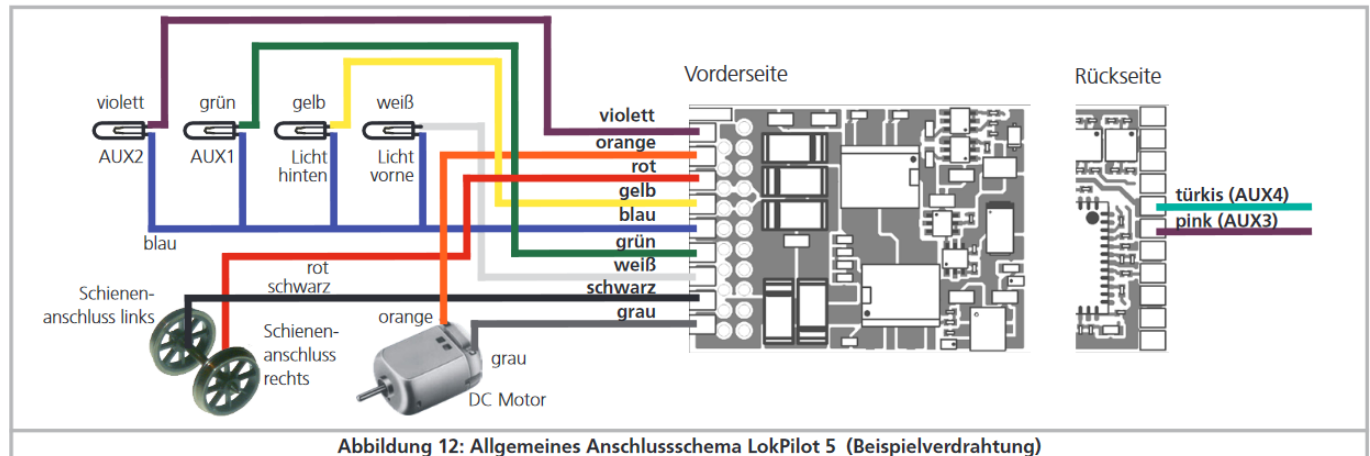 Vorderseite
Rückseite
violett
grün
gelb
weiß
AUX2
AUX1
Licht
hinten
Licht
vorne
blau
violett
orange
rot
gelb
blau
grün
weiß
schwarz
grau
türkis (AUX4)
pink (AUX3)
rot
schwarz
Schienen-
anschluss links
Schienen-
anschluss
rechts
orange
grau
DC Motor
Abbildung 12: Allgemeines Anschlussschema LokPilot 5 (Beispielverdrahtung)